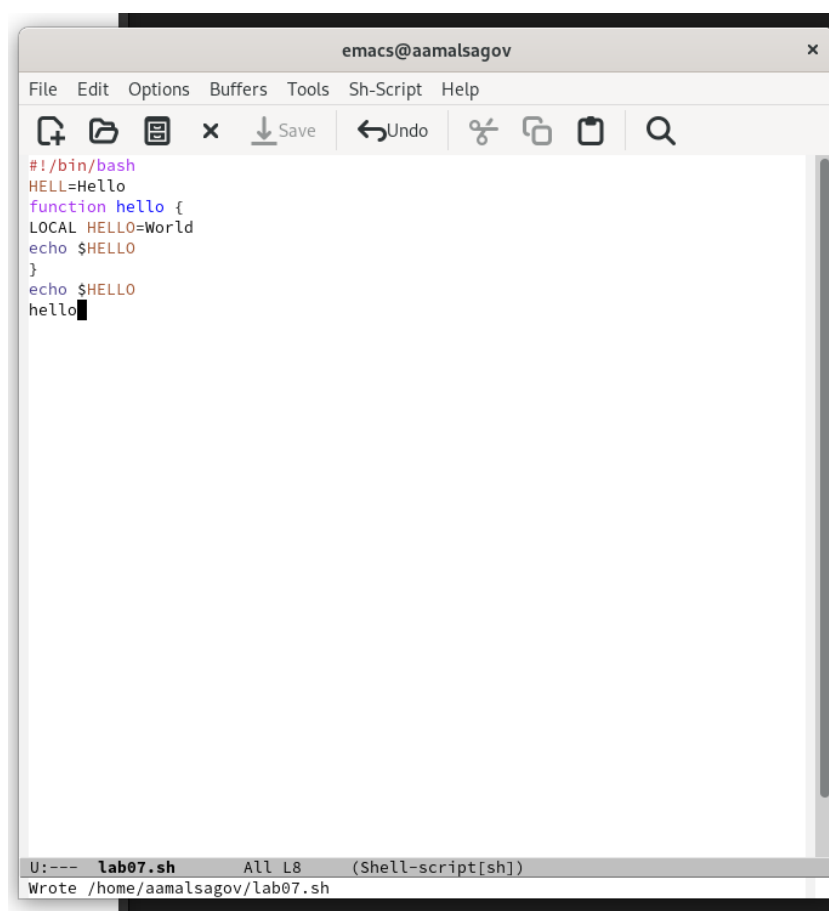 emacs@aamalsagov ×
File Edit Options Buffers Tools Sh-Script Help
Save Undo
#!/bin/bash
HELL=Hello
function hello {
LOCAL HELLO=World
echo $HELLO
}
echo $HELLO
hello
U:--- lab07.sh All L8 (Shell-script[sh])
Wrote /home/aamalsagov/lab07.sh